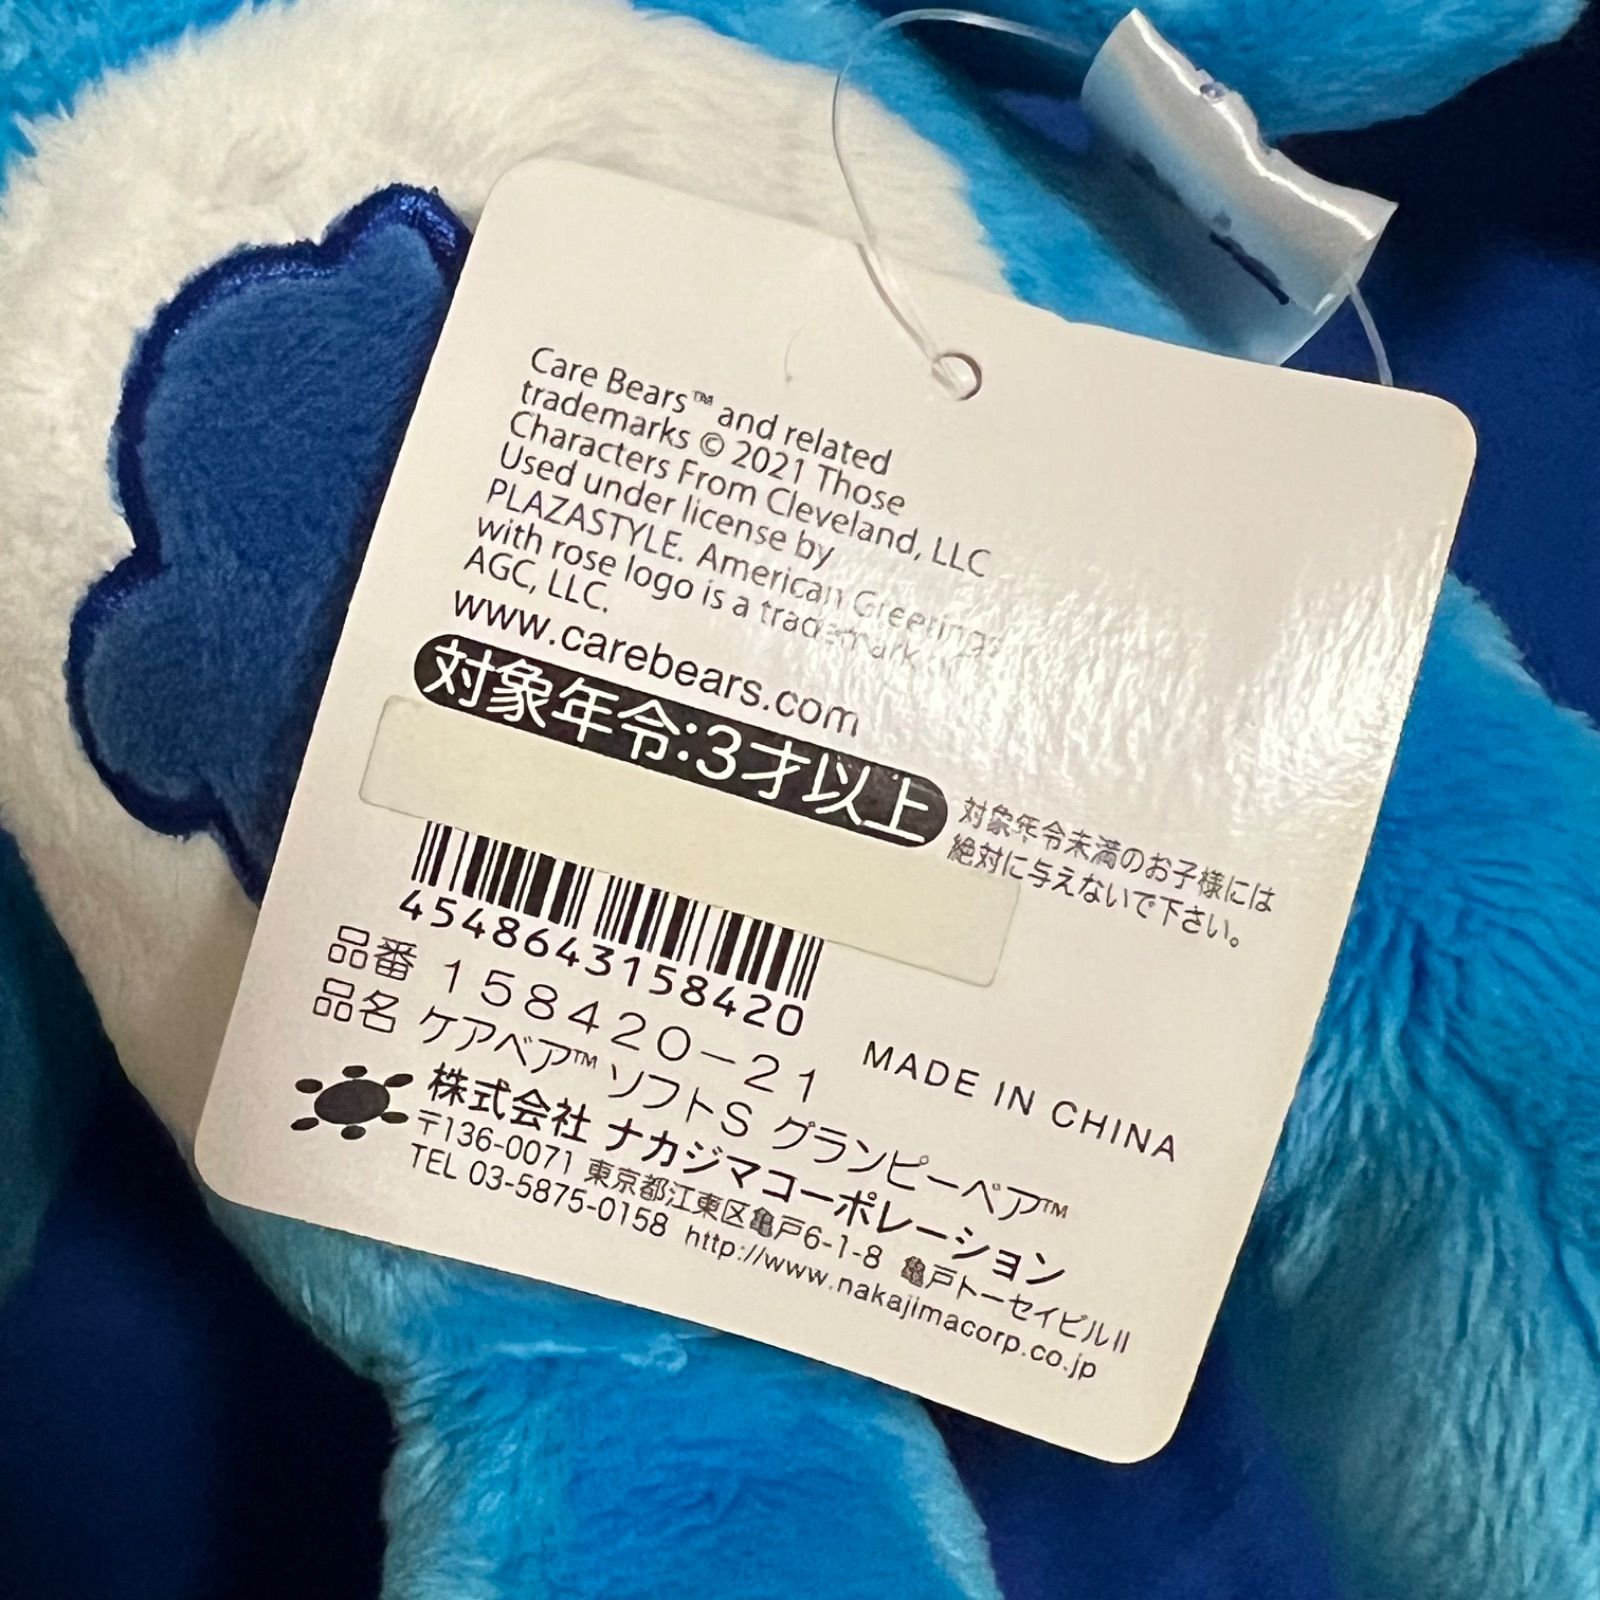 Care Bears™ and related
trademarks © 2021 Those
Characters From Cleveland, LLC
Used under license by
PLAZASTYLE. American Greetings
with rose logo is a trademark
AGC, LLC.
www.carebears.com
対象年令:3才以上
対象年令未満のお子様には
絶対に与えないで下さい。
4548643158420
品番 158420-21
MADE IN CHINA
品名 ケアベア™ ソフトS グランピーベア™
株式会社 ナカジマコーポレーション
〒136-0071 東京都江東区亀戸6-1-8 亀戸トーセイビルII
TEL 03-5875-0158 http://www.nakajimacorp.co.jp